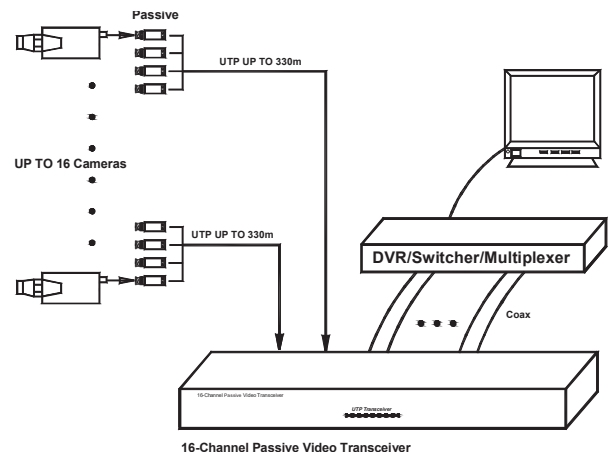 Passive
UTP UP TO 330m
UP TO 16 Cameras
UTP UP TO 330m
DVR/Switcher/Multiplexer
Coax
16-Channel Passive Video Transceiver
UTP Transceiver
16-Channel Passive Video Transceiver